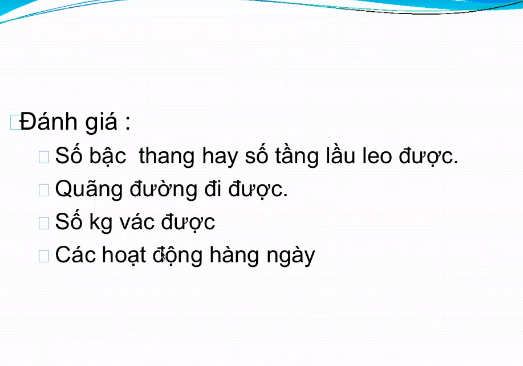 Đánh giá :
Số bậc thang hay số tầng lầu leo được.
Quãng đường đi được.
Số kg vác được
Các hoạt động hàng ngày